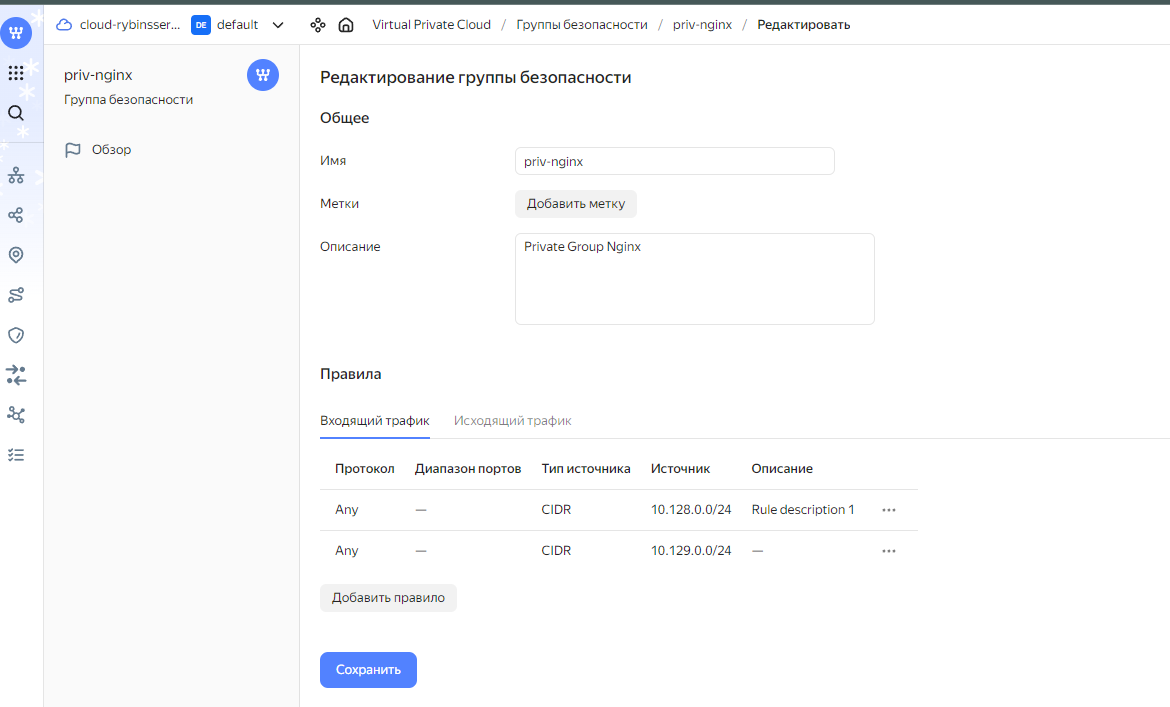 cloud-rybinsser... DE default Virtual Private Cloud / Группы безопасности / priv-nginx / Редактировать
priv-nginx
Группа безопасности
Обзор
Редактирование группы безопасности
Общее
Имя priv-nginx
Метки Добавить метку
Описание Private Group Nginx
Правила
Входящий трафик Исходящий трафик
Протокол Диапазон портов Тип источника Источник Описание
Any — CIDR 10.128.0.0/24 Rule description 1
Any — CIDR 10.129.0.0/24 —
Добавить правило
Сохранить